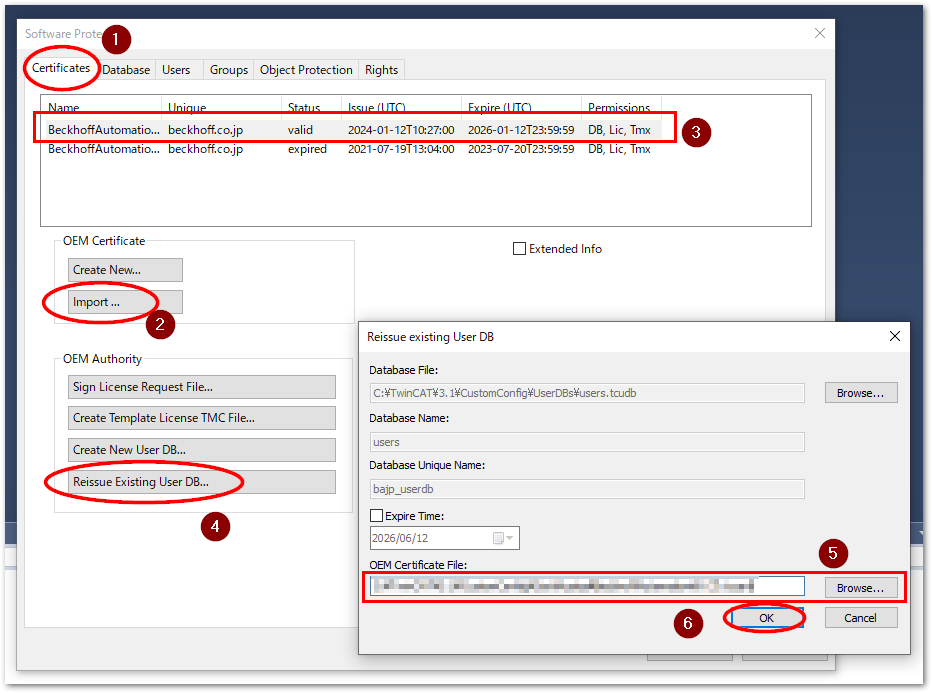 Software Prote
1
Certificates Database Users Groups Object Protection Rights
Name Unique Status Issue (UTC) Expire (UTC) Permissions
BeckhoffAutomatio... beckhoff.co.jp valid 2024-01-12T10:27:00 2026-01-12T23:59:59 DB, Lic, Tmx
3
BeckhoffAutomatio... beckhoff.co.jp expired 2021-07-19T13:04:00 2023-07-20T23:59:59 DB, Lic, Tmx
OEM Certificate
Extended Info
Create New...
Import ...
2
OEM Authority
Sign License Request File...
Create Template License TMC File...
Create New User DB...
Reissue Existing User DB...
4
Reissue existing User DB
Database File:
C:¥TwinCAT¥3.1¥CustomConfig¥UserDBs¥users.tcudb
Browse...
Database Name:
users
Database Unique Name:
bajp_userdb
Expire Time:
2026/06/12
OEM Certificate File:
5
Browse...
6
OK
Cancel